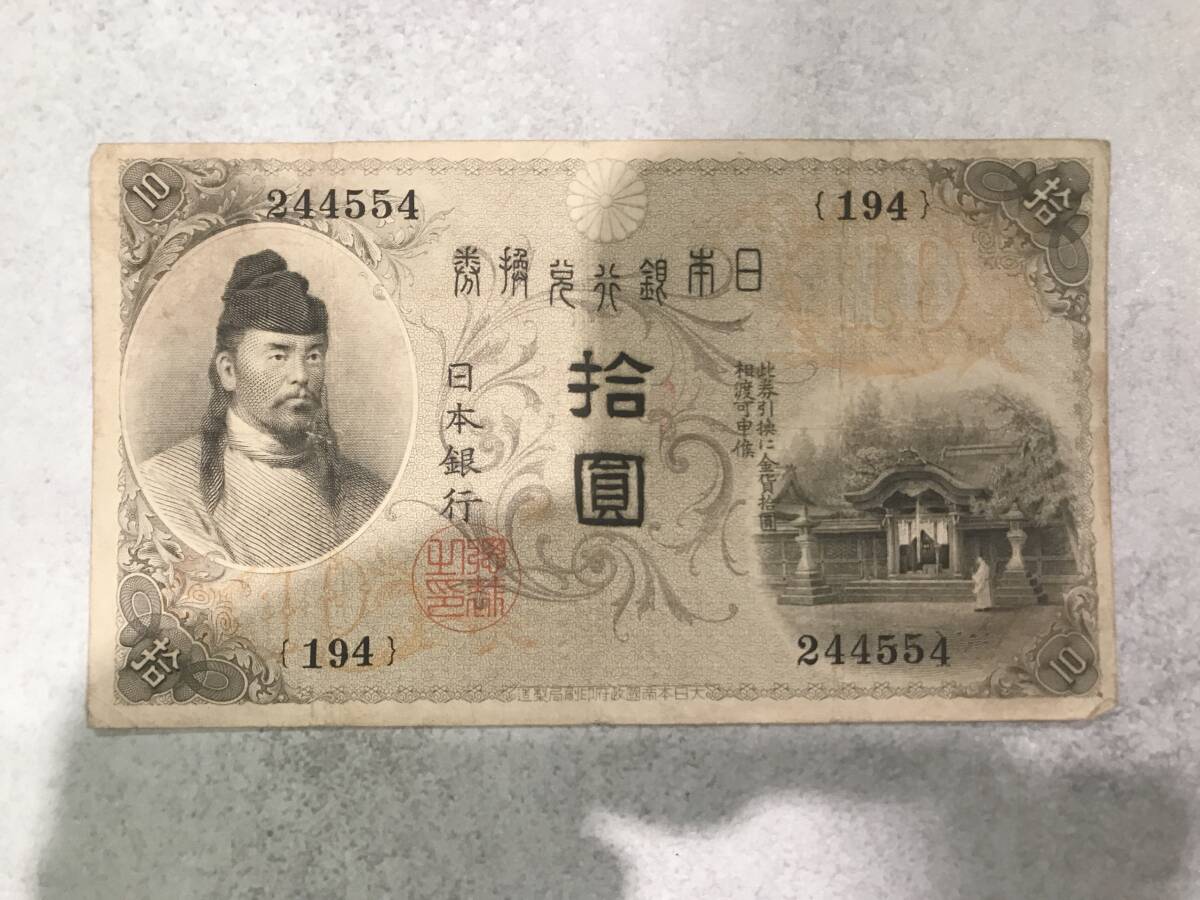 10
244554
{194}
拾
日本銀行兌換券
拾圓
日本銀行
此券引換に金貨拾圓
相渡可申候
{194}
244554
拾
10
大日本帝國政府印刷局製造